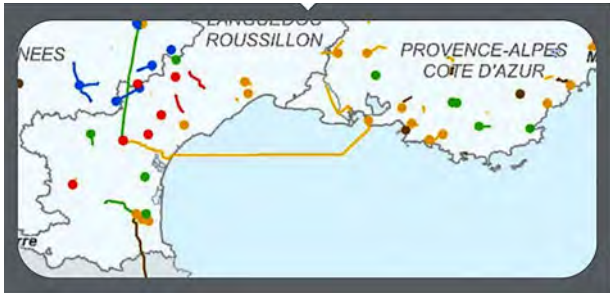 LANGUEDOC
ROUSSILLON
NEES
PROVENCE-ALPES
COTE D'AZUR
M
rre